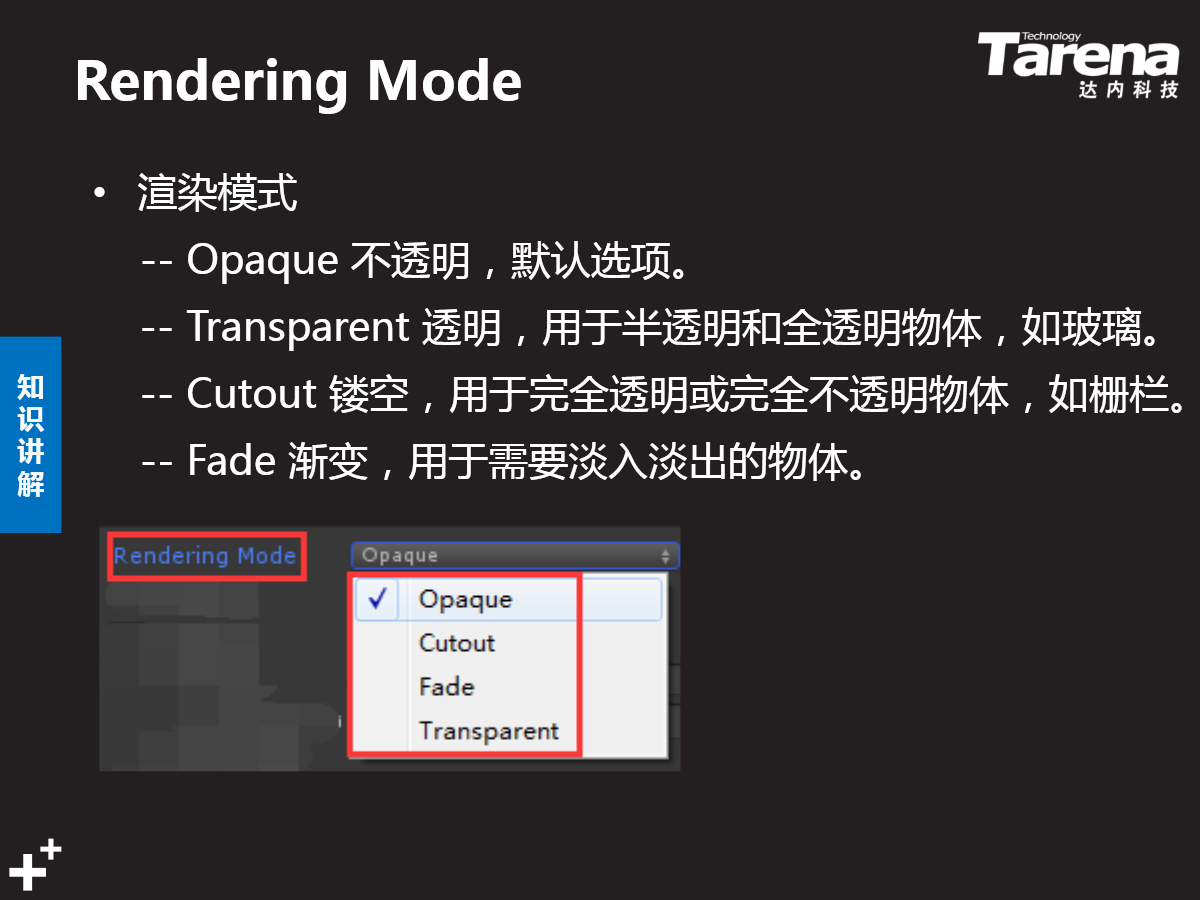 Rendering Mode
Technology
Tarena
达内科技
• 渲染模式
-- Opaque 不透明，默认选项。
-- Transparent 透明，用于半透明和全透明物体，如玻璃。
-- Cutout 镂空，用于完全透明或完全不透明物体，如栅栏。
-- Fade 渐变，用于需要淡入淡出的物体。
知识讲解
Rendering Mode
Opaque
Opaque
Cutout
Fade
Transparent